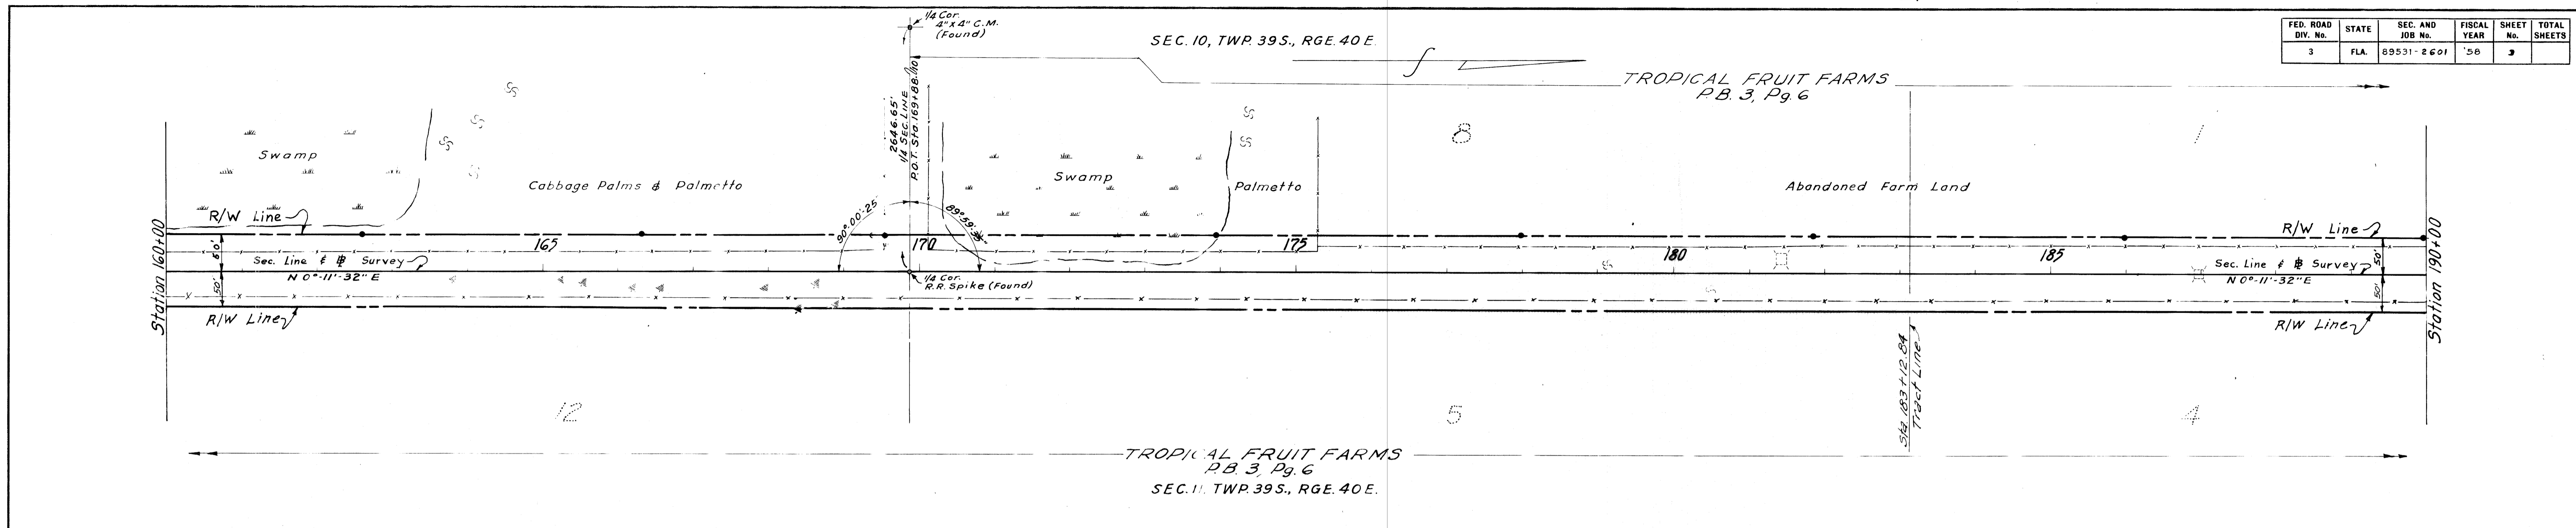 FED. ROAD DIV. No. STATE SEC. AND JOB No. FISCAL YEAR SHEET No. TOTAL SHEETS
3 FLA. 89531-2601 '58 3
1/4 Cor.
4"x4" C.M.
(Found)
SEC. 10, TWP. 39 S., RGE. 40 E.
TROPICAL FRUIT FARMS
P.B. 3, Pg. 6
2646.65'
1/4 SEC. LINE
P.O.T. Sta. 169+88.40
8
1
Swamp
Cabbage Palms & Palmetto
Swamp
Palmetto
Abandoned Farm Land
90°-00'-25"
89°-59'-35"
R/W Line
R/W Line
Station 160+00
Station 190+00
165
170
175
180
185
50'
50'
50'
50'
Sec. Line & ℄ Survey
N 0°-11'-32" E
Sec. Line & ℄ Survey
N 0°-11'-32" E
1/4 Cor.
R.R. Spike (Found)
R/W Line
R/W Line
Sta 183+12.84
Tract Line
12
5
4
TROPICAL FRUIT FARMS
P.B. 3, Pg. 6
SEC. 11, TWP. 39 S., RGE. 40 E.